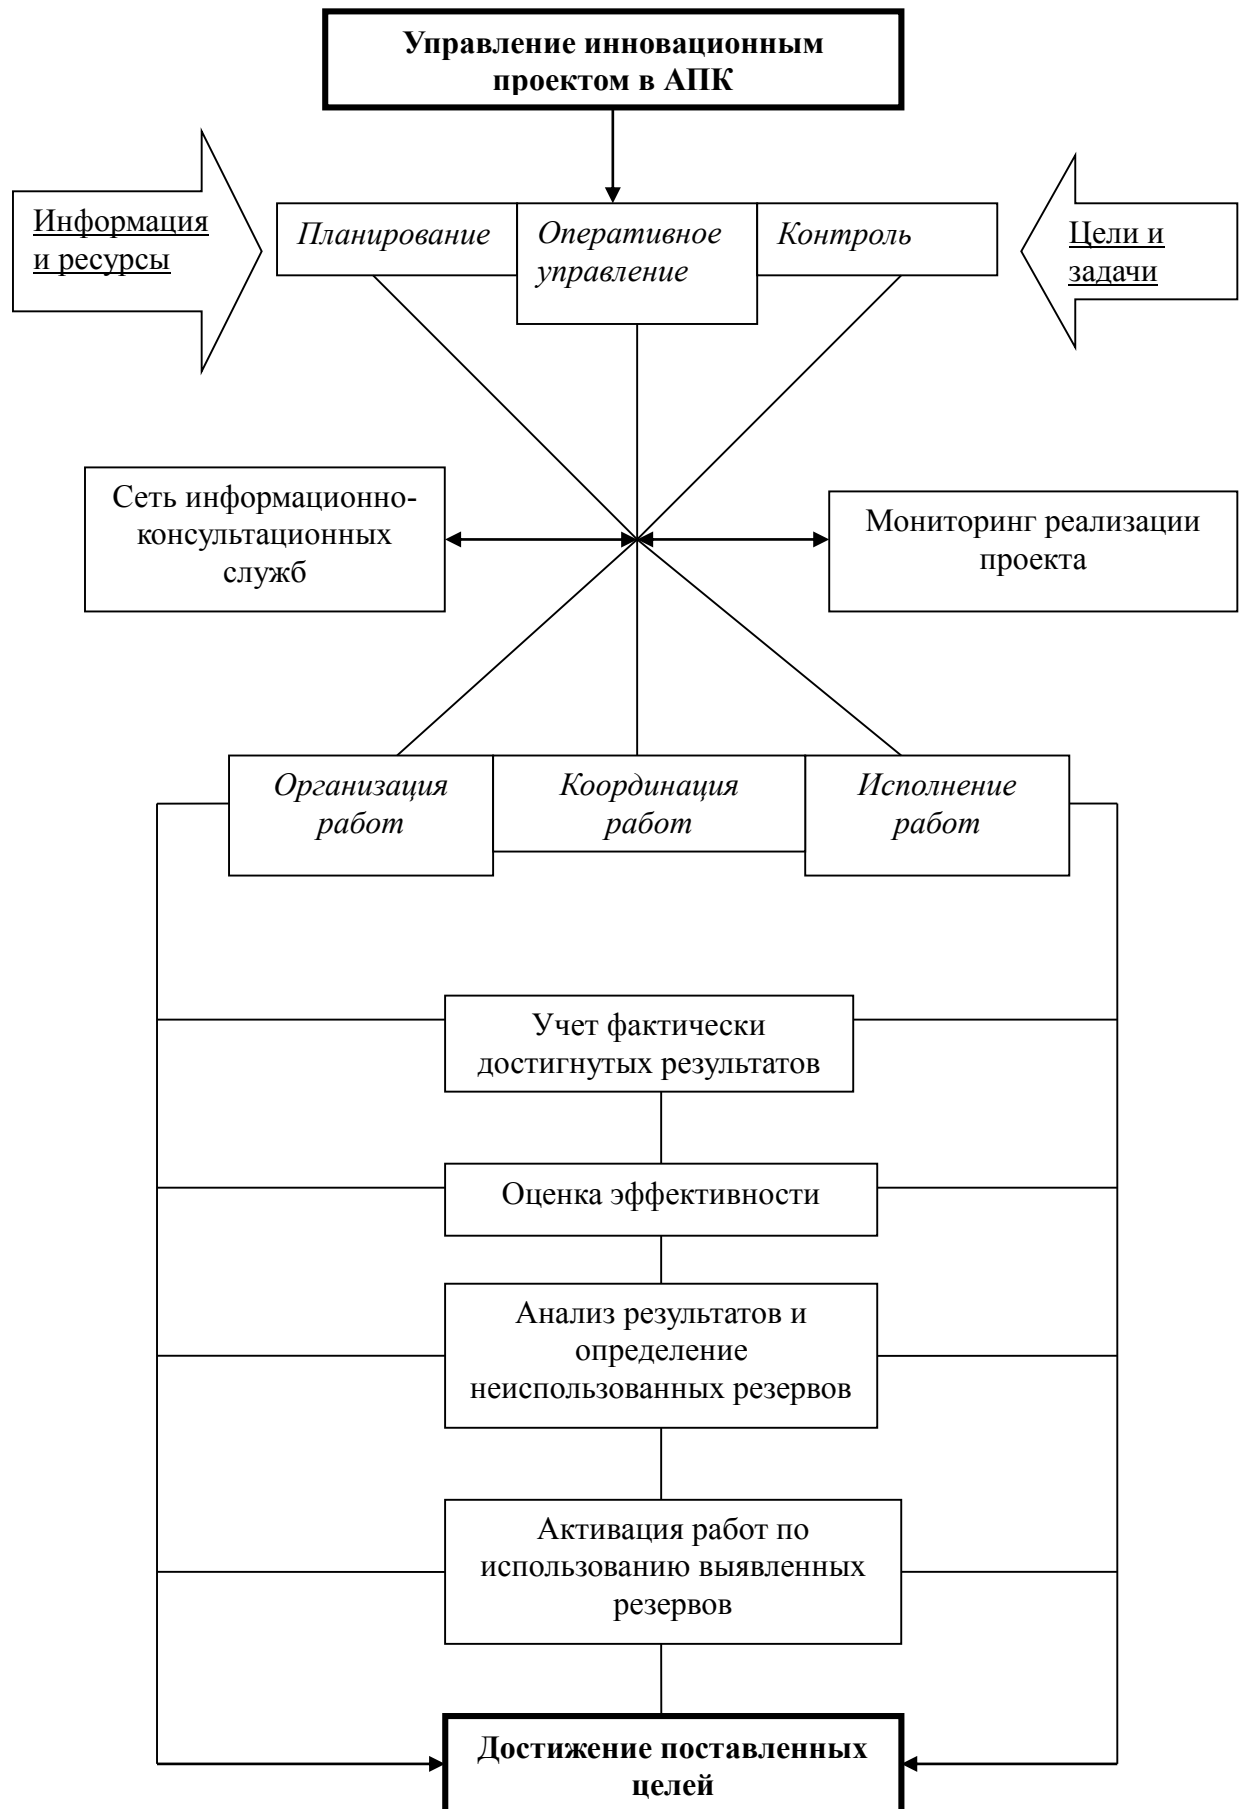 Управление инновационным
проектом в АПК
Информация
и ресурсы
Планирование
Оперативное
управление
Контроль
Цели и
задачи
Сеть информационно-
консультационных
служб
Мониторинг реализации
проекта
Организация
работ
Координация
работ
Исполнение
работ
Учет фактически
достигнутых результатов
Оценка эффективности
Анализ результатов и
определение
неиспользованных резервов
Активация работ по
использованию выявленных
резервов
Достижение поставленных
целей